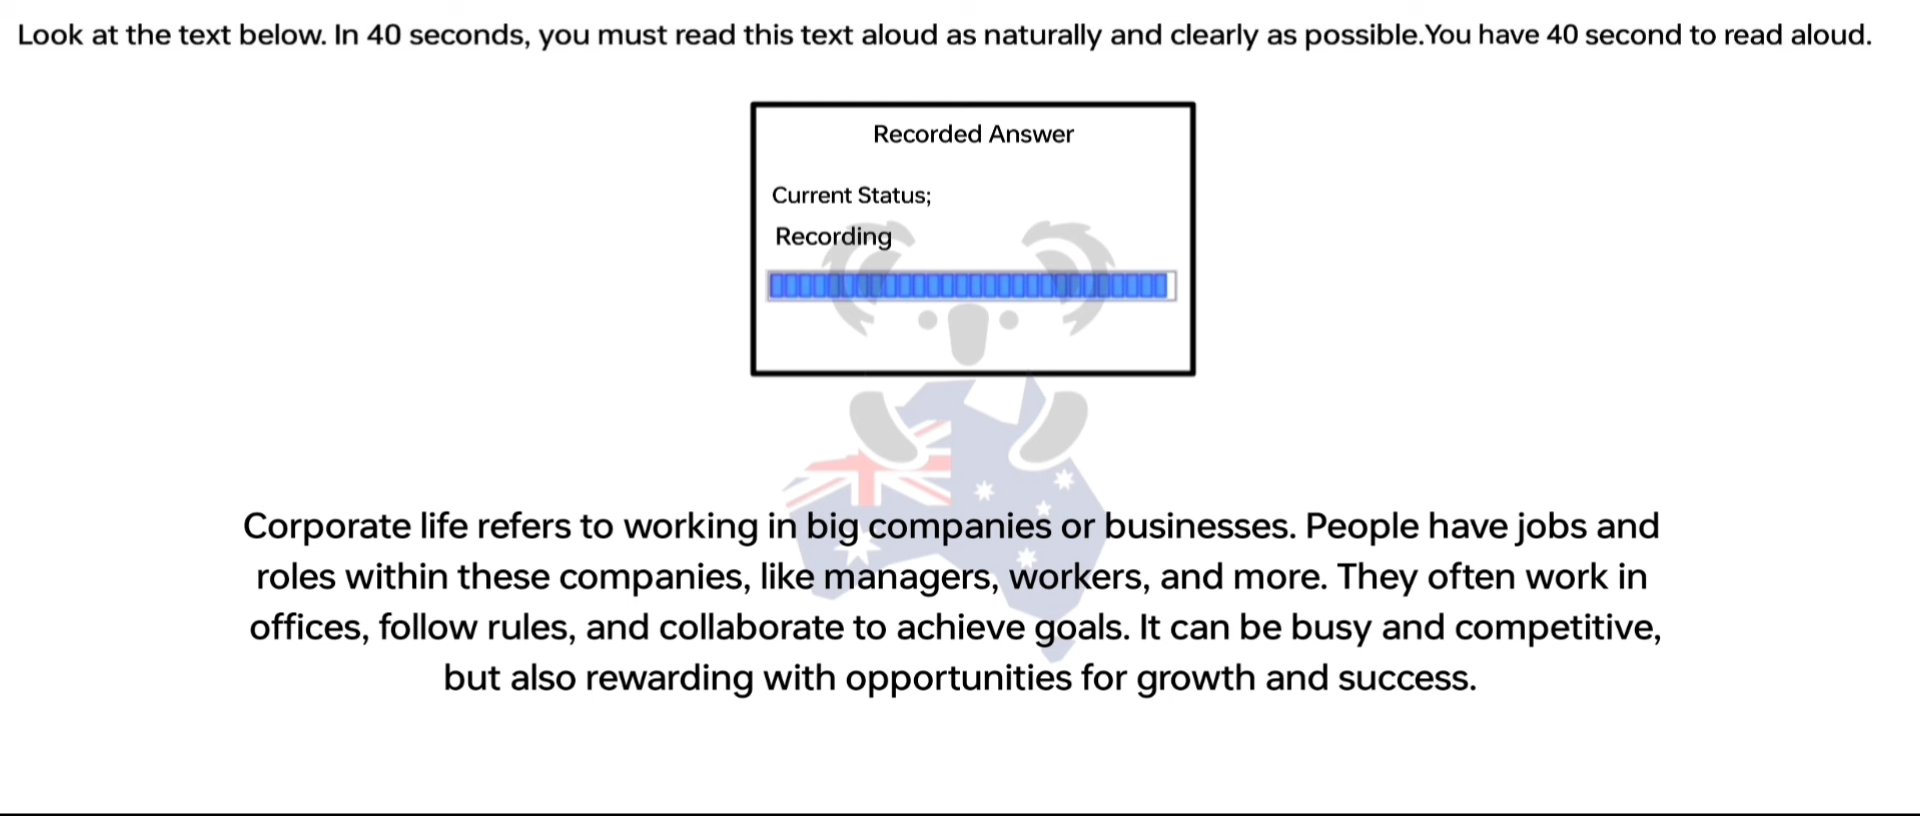 Look at the text below. In 40 seconds, you must read this text aloud as naturally and clearly as possible.You have 40 second to read aloud.
Recorded Answer
Current Status;
Recording
Corporate life refers to working in big companies or businesses. People have jobs and
roles within these companies, like managers, workers, and more. They often work in
offices, follow rules, and collaborate to achieve goals. It can be busy and competitive,
but also rewarding with opportunities for growth and success.